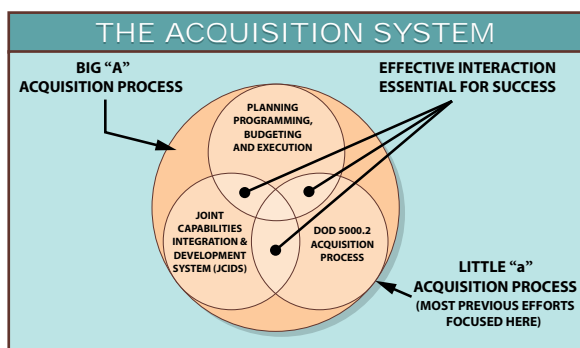 THE ACQUISITION SYSTEM
BIG “A”
ACQUISITION PROCESS
EFFECTIVE INTERACTION
ESSENTIAL FOR SUCCESS
PLANNING
PROGRAMMING,
BUDGETING
AND EXECUTION
JOINT
CAPABILITIES
INTEGRATION &
DEVELOPMENT
SYSTEM (JCIDS)
DOD 5000.2
ACQUISITION
PROCESS
LITTLE “a”
ACQUISITION PROCESS
(MOST PREVIOUS EFFORTS
FOCUSED HERE)